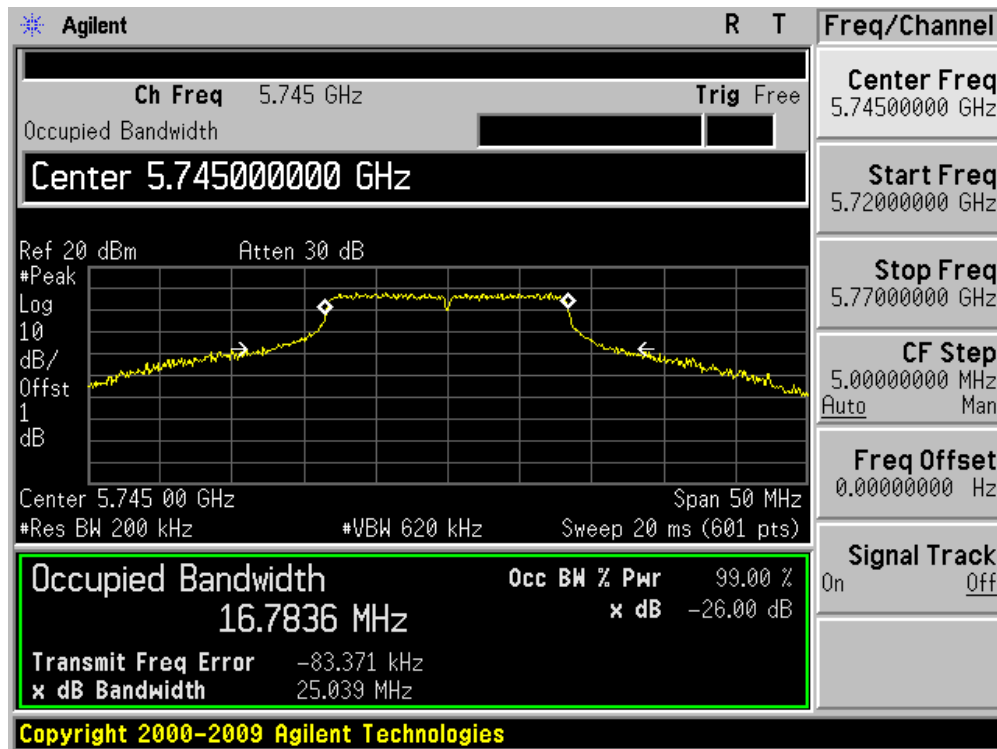 Agilent R T
Freq/Channel
Ch Freq 5.745 GHz Trig Free
Occupied Bandwidth
Center 5.745000000 GHz
Ref 20 dBm Atten 30 dB
#Peak
Log
10
dB/
Offst
1
dB
Center 5.745 00 GHz Span 50 MHz
#Res BW 200 kHz #VBW 620 kHz Sweep 20 ms (601 pts)
Occupied Bandwidth Occ BW % Pwr 99.00 %
16.7836 MHz x dB -26.00 dB
Transmit Freq Error -83.371 kHz
x dB Bandwidth 25.039 MHz
Center Freq
5.74500000 GHz
Start Freq
5.72000000 GHz
Stop Freq
5.77000000 GHz
CF Step
5.00000000 MHz
Auto Man
Freq Offset
0.00000000 Hz
Signal Track
On Off
Copyright 2000-2009 Agilent Technologies